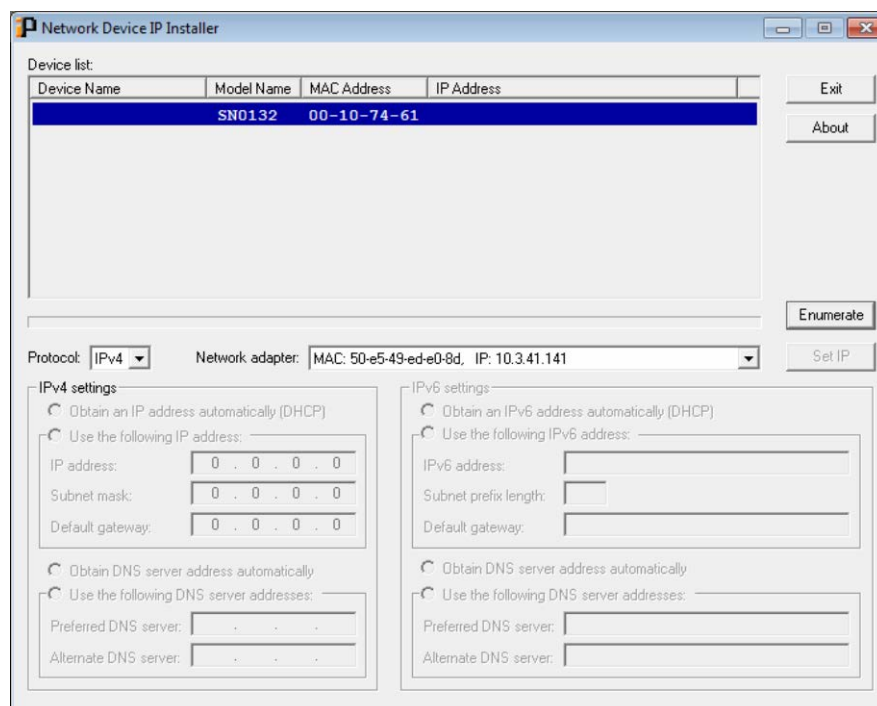 Network Device IP Installer
Device list:
Device Name Model Name MAC Address IP Address
SN0132 00-10-74-61
Exit
About
Enumerate
Protocol: IPv4 Network adapter: MAC: 50-e5-49-ed-e0-8d, IP: 10.3.41.141 Set IP
IPv4 settings
Obtain an IP address automatically (DHCP)
Use the following IP address:
IP address: 0 . 0 . 0 . 0
Subnet mask: 0 . 0 . 0 . 0
Default gateway: 0 . 0 . 0 . 0
Obtain DNS server address automatically
Use the following DNS server addresses:
Preferred DNS server: . . .
Alternate DNS server: . . .
IPv6 settings
Obtain an IPv6 address automatically (DHCP)
Use the following IPv6 address:
IPv6 address:
Subnet prefix length:
Default gateway:
Obtain DNS server address automatically
Use the following DNS server addresses:
Preferred DNS server:
Alternate DNS server: